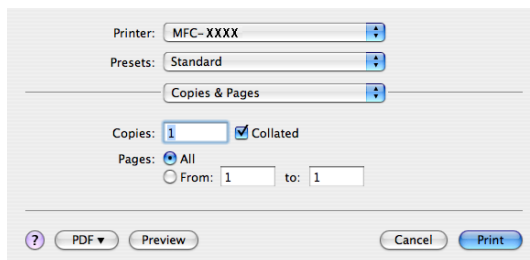 Printer: MFC-XXXX
Presets: Standard
Copies & Pages
Copies: 1 Collated
Pages: All
From: 1 to: 1
? PDF ▼ Preview Cancel Print